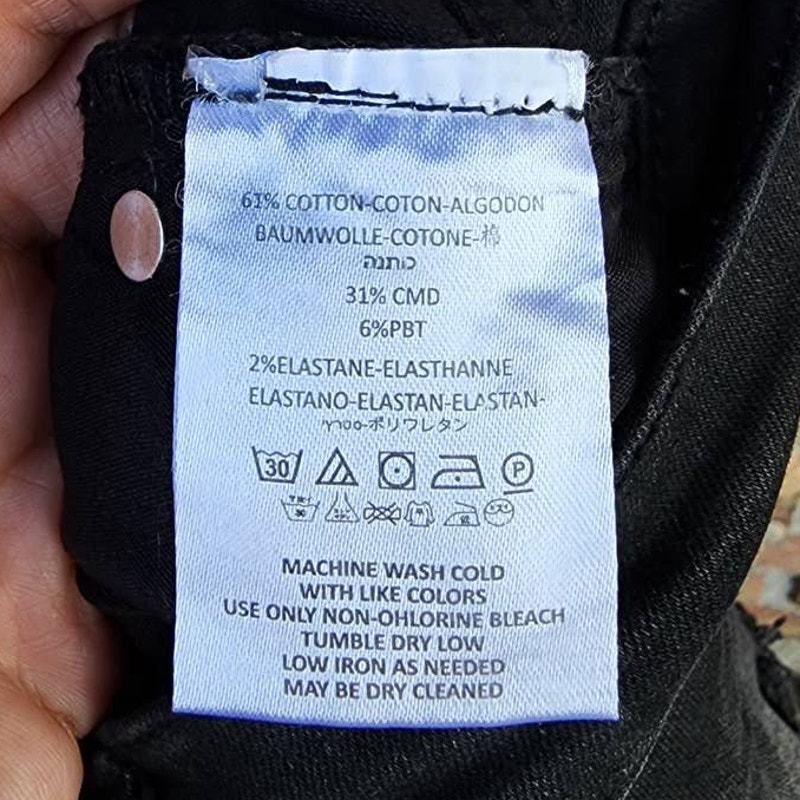 61% COTTON-COTON-ALGODON
BAUMWOLLE-COTONE-棉
כותנה
31% CMD
6%PBT
2%ELASTANE-ELASTHANNE
ELASTANO-ELASTAN-ELASTAN-
-ポリウレタン
30 P
MACHINE WASH COLD
WITH LIKE COLORS
USE ONLY NON-OHLORINE BLEACH
TUMBLE DRY LOW
LOW IRON AS NEEDED
MAY BE DRY CLEANED